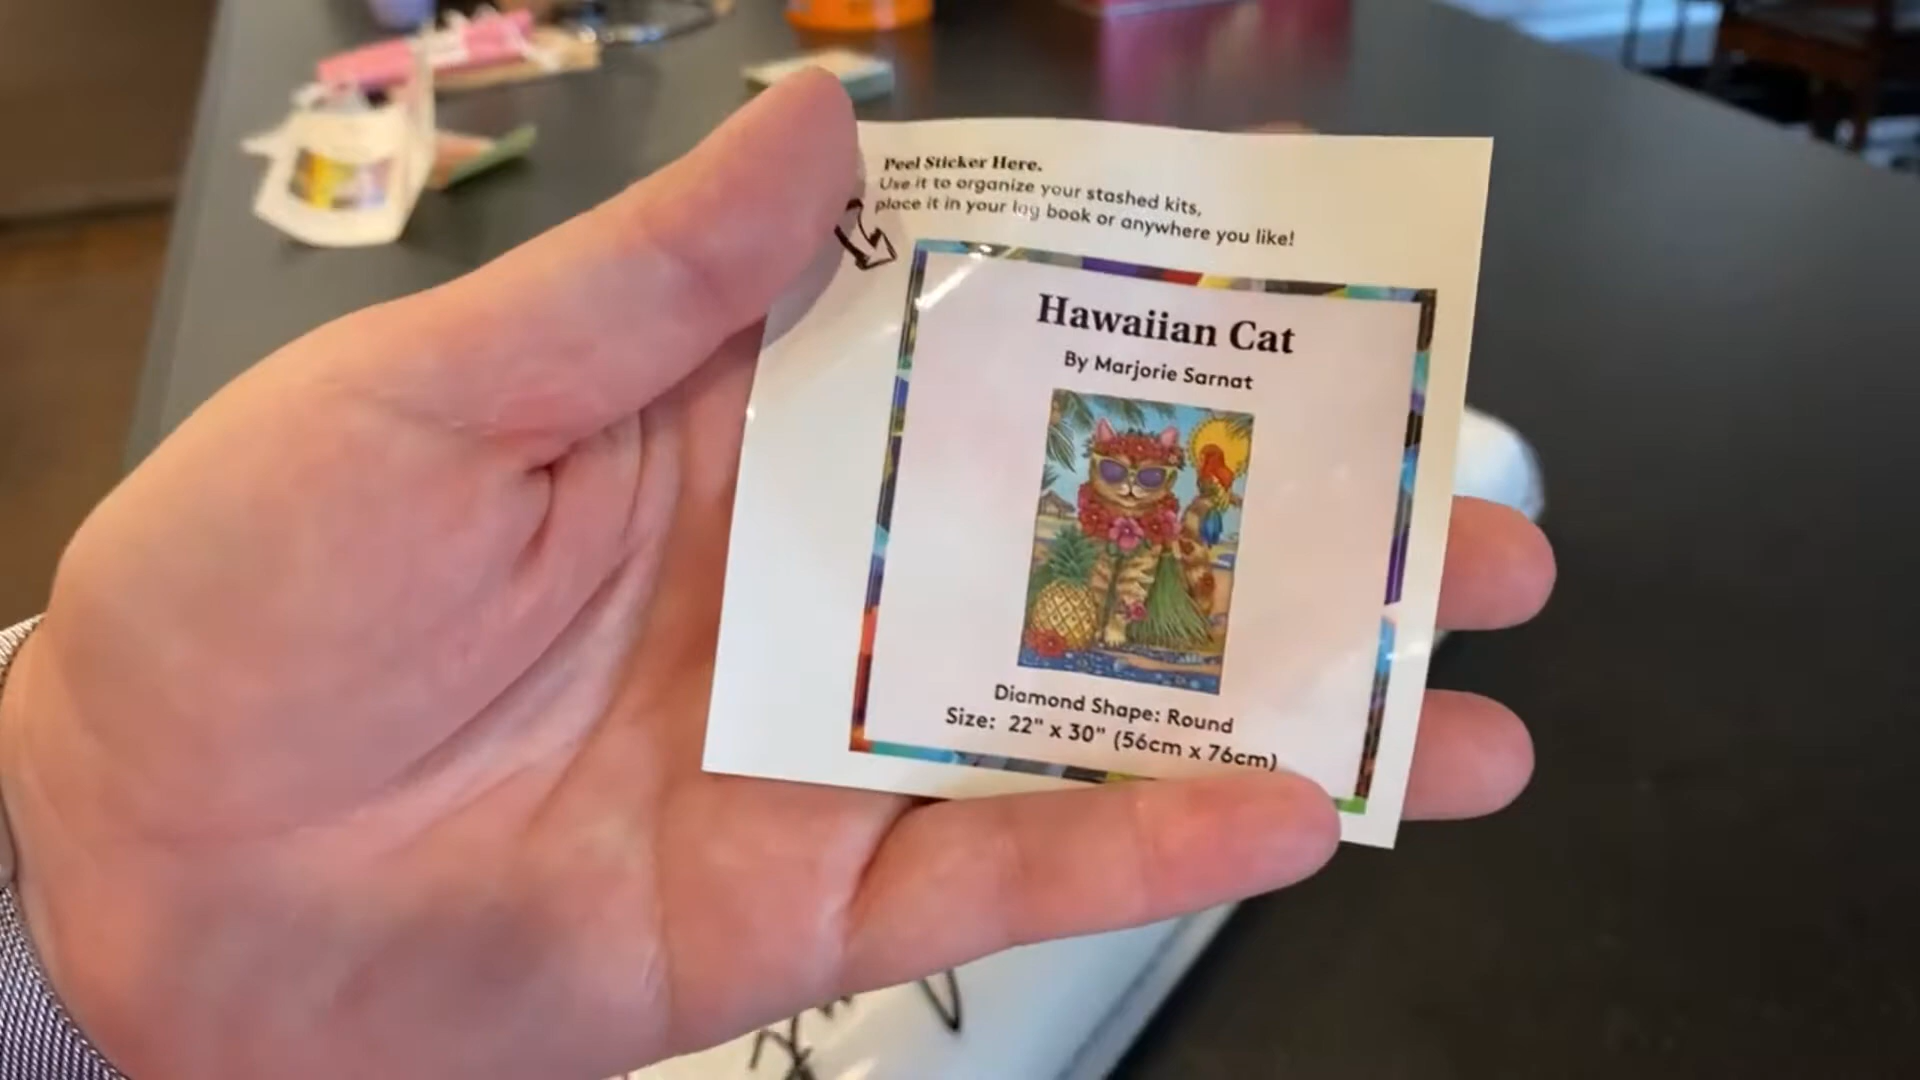 Peel Sticker Here.
Use it to organize your stashed kits,
place it in your log book or anywhere you like!
Hawaiian Cat
By Marjorie Sarnat
Diamond Shape: Round
Size: 22" x 30" (56cm x 76cm)